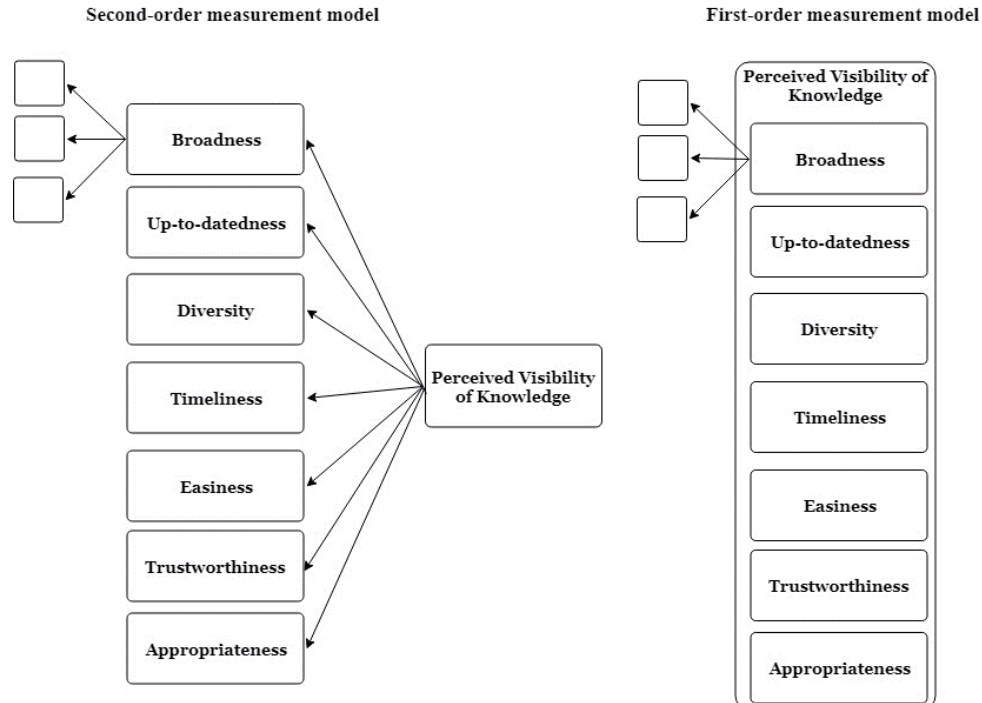 Second-order measurement model
Broadness
Up-to-datedness
Diversity
Timeliness
Easiness
Trustworthiness
Appropriateness
Perceived Visibility
of Knowledge
First-order measurement model
Perceived Visibility of
Knowledge
Broadness
Up-to-datedness
Diversity
Timeliness
Easiness
Trustworthiness
Appropriateness